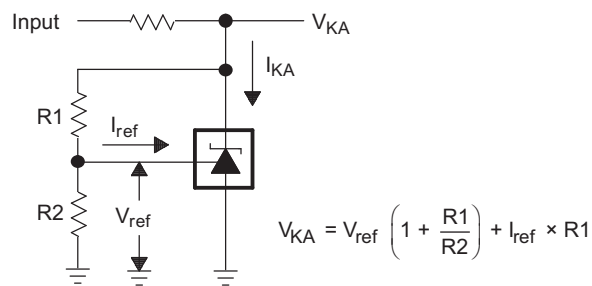 Input
V_KA
I_KA
R1
I_ref
R2
V_ref
V_KA = V_ref (1 + R1/R2) + I_ref × R1